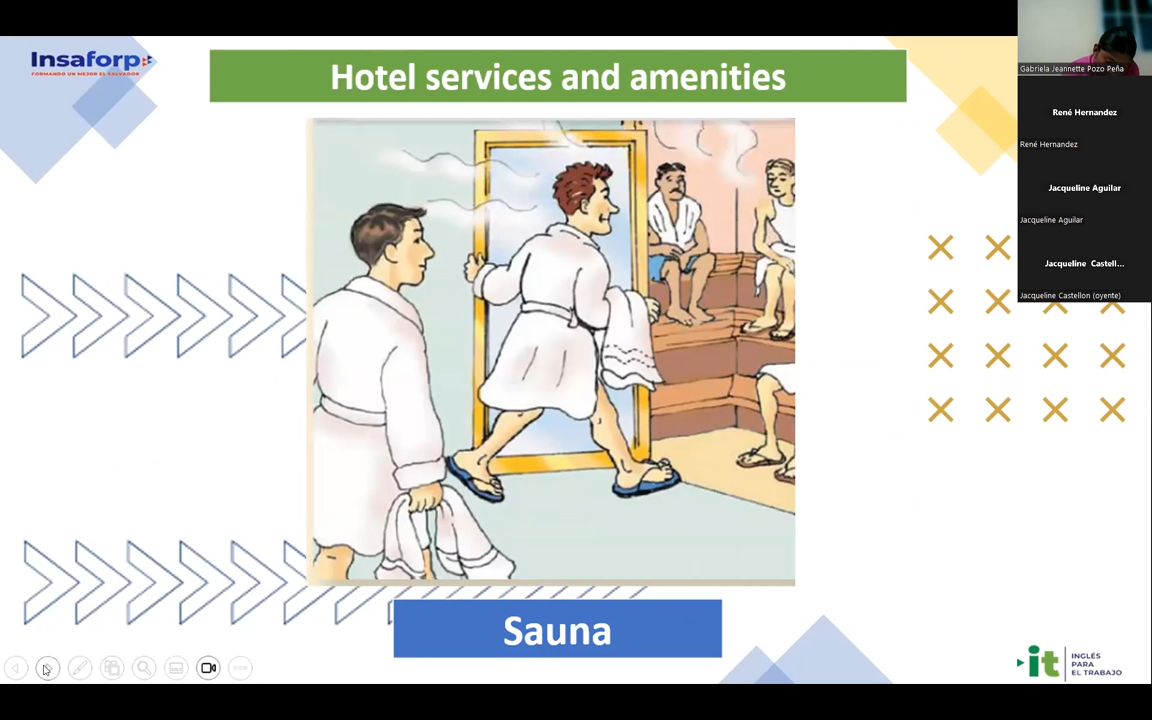 Insaforp
FORMANDO UN MEJOR EL SALVADOR
Hotel services and amenities
Sauna
it
INGLÉS
PARA
EL TRABAJO
Gabriela Jeannette Pozo Peña
René Hernandez
René Hernandez
Jacqueline Aguilar
Jacqueline Aguilar
Jacqueline Castell...
Jacqueline Castellon (oyente)